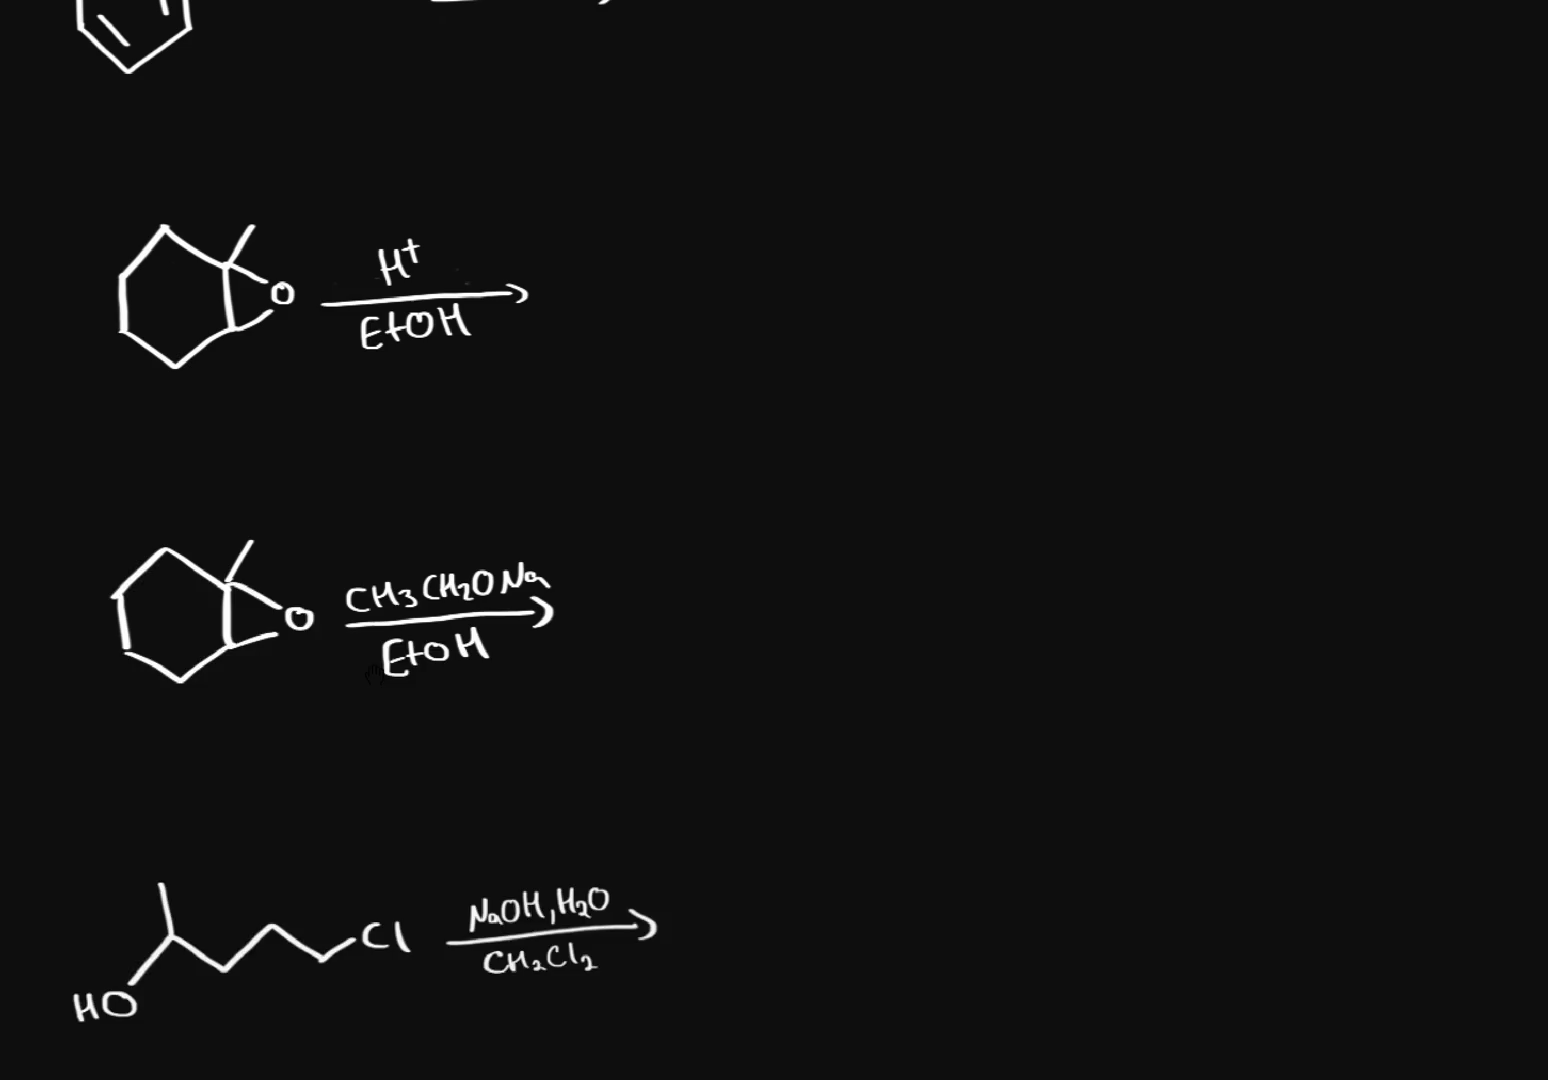 O
H⁺
EtOH
O
CH₃CH₂ONa
EtOH
Cl
HO
NaOH, H₂O
CH₂Cl₂